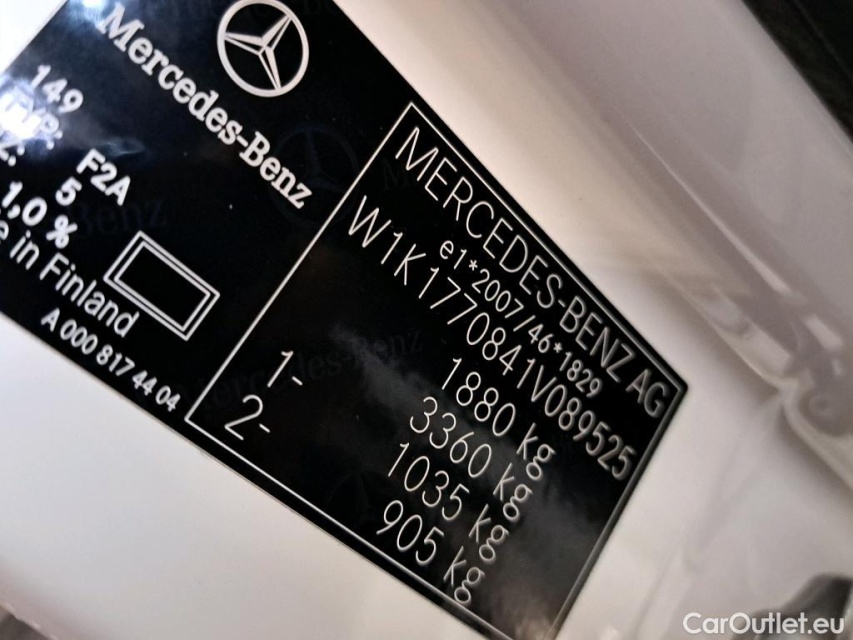 Mercedes-Benz
149
F2A
5
1,0 %
in Finland
A 000 817 44 04
MERCEDES-BENZ AG
e1*2007/46*1829
W1K1770841V089525
1880 kg
3360 kg
1- 1035 kg
2- 905 kg
CarOutlet.eu